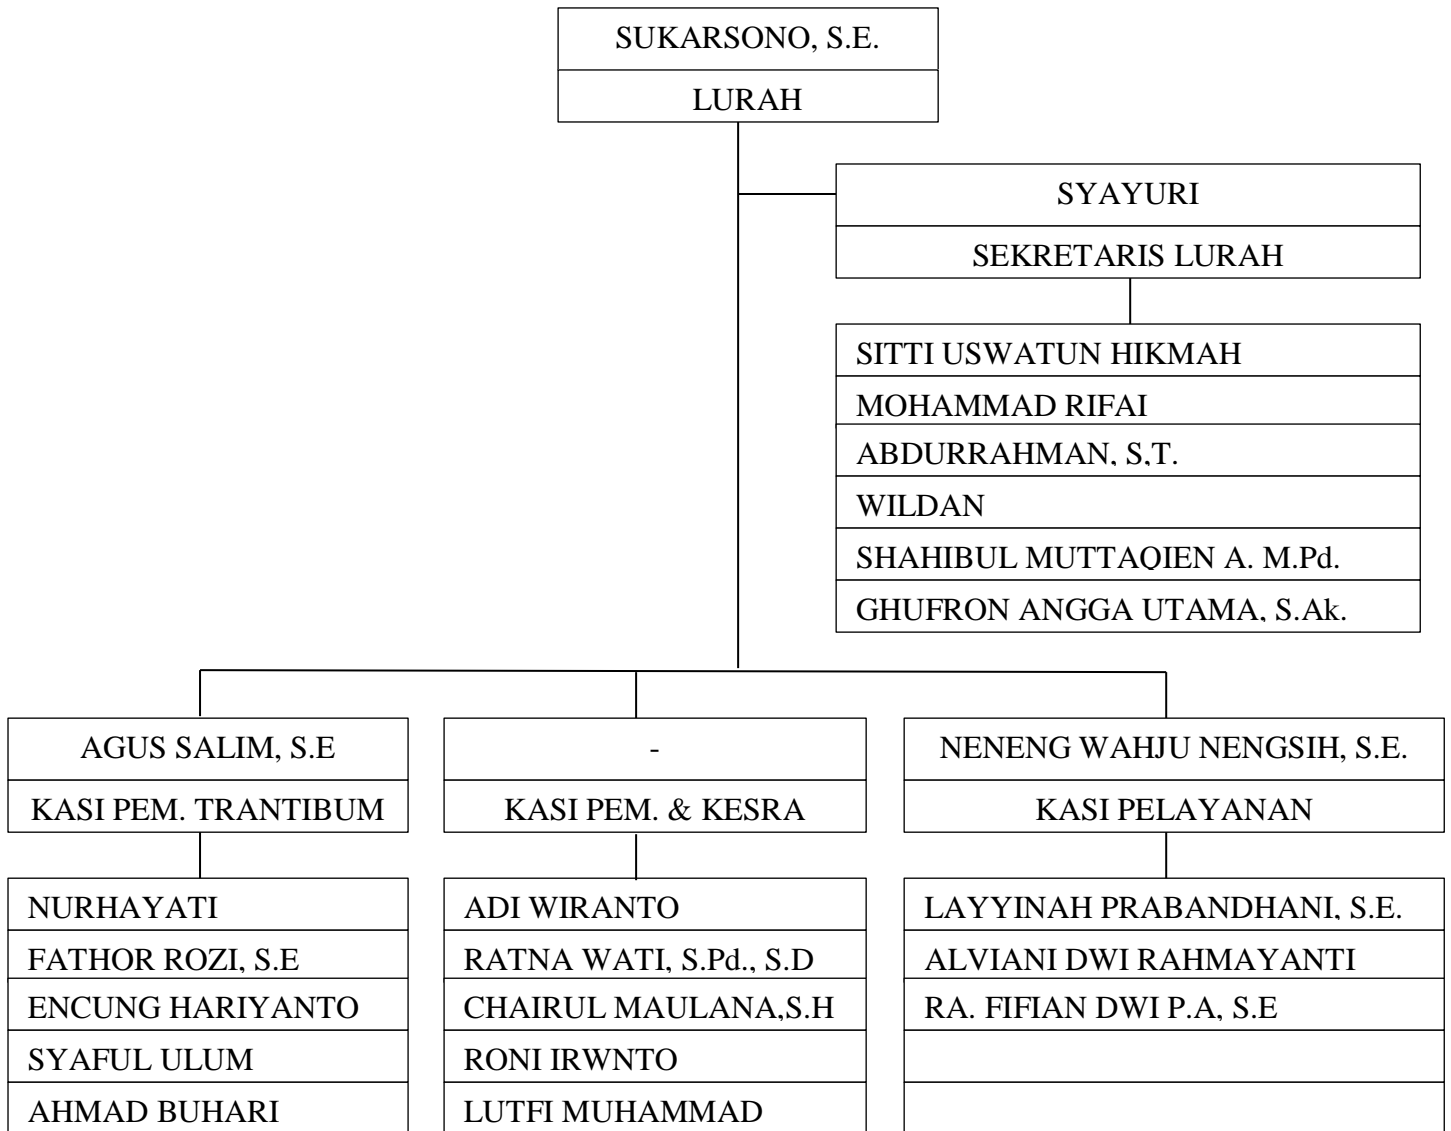 SUKARSONO, S.E.
LURAH
SYAYURI
SEKRETARIS LURAH
SITTI USWATUN HIKMAH
MOHAMMAD RIFAI
ABDURRAHMAN, S,T.
WILDAN
SHAHIBUL MUTTAQIEN A. M.Pd.
GHUFRON ANGGA UTAMA, S.Ak.
AGUS SALIM, S.E
KASI PEM. TRANTIBUM
NURHAYATI
FATHOR ROZI, S.E
ENCUNG HARIYANTO
SYAFUL ULUM
AHMAD BUHARI
-
KASI PEM. & KESRA
ADI WIRANTO
RATNA WATI, S.Pd., S.D
CHAIRUL MAULANA,S.H
RONI IRWNTO
LUTFI MUHAMMAD
NENENG WAHJU NENGSIH, S.E.
KASI PELAYANAN
LAYYINAH PRABANDHANI, S.E.
ALVIANI DWI RAHMAYANTI
RA. FIFIAN DWI P.A, S.E